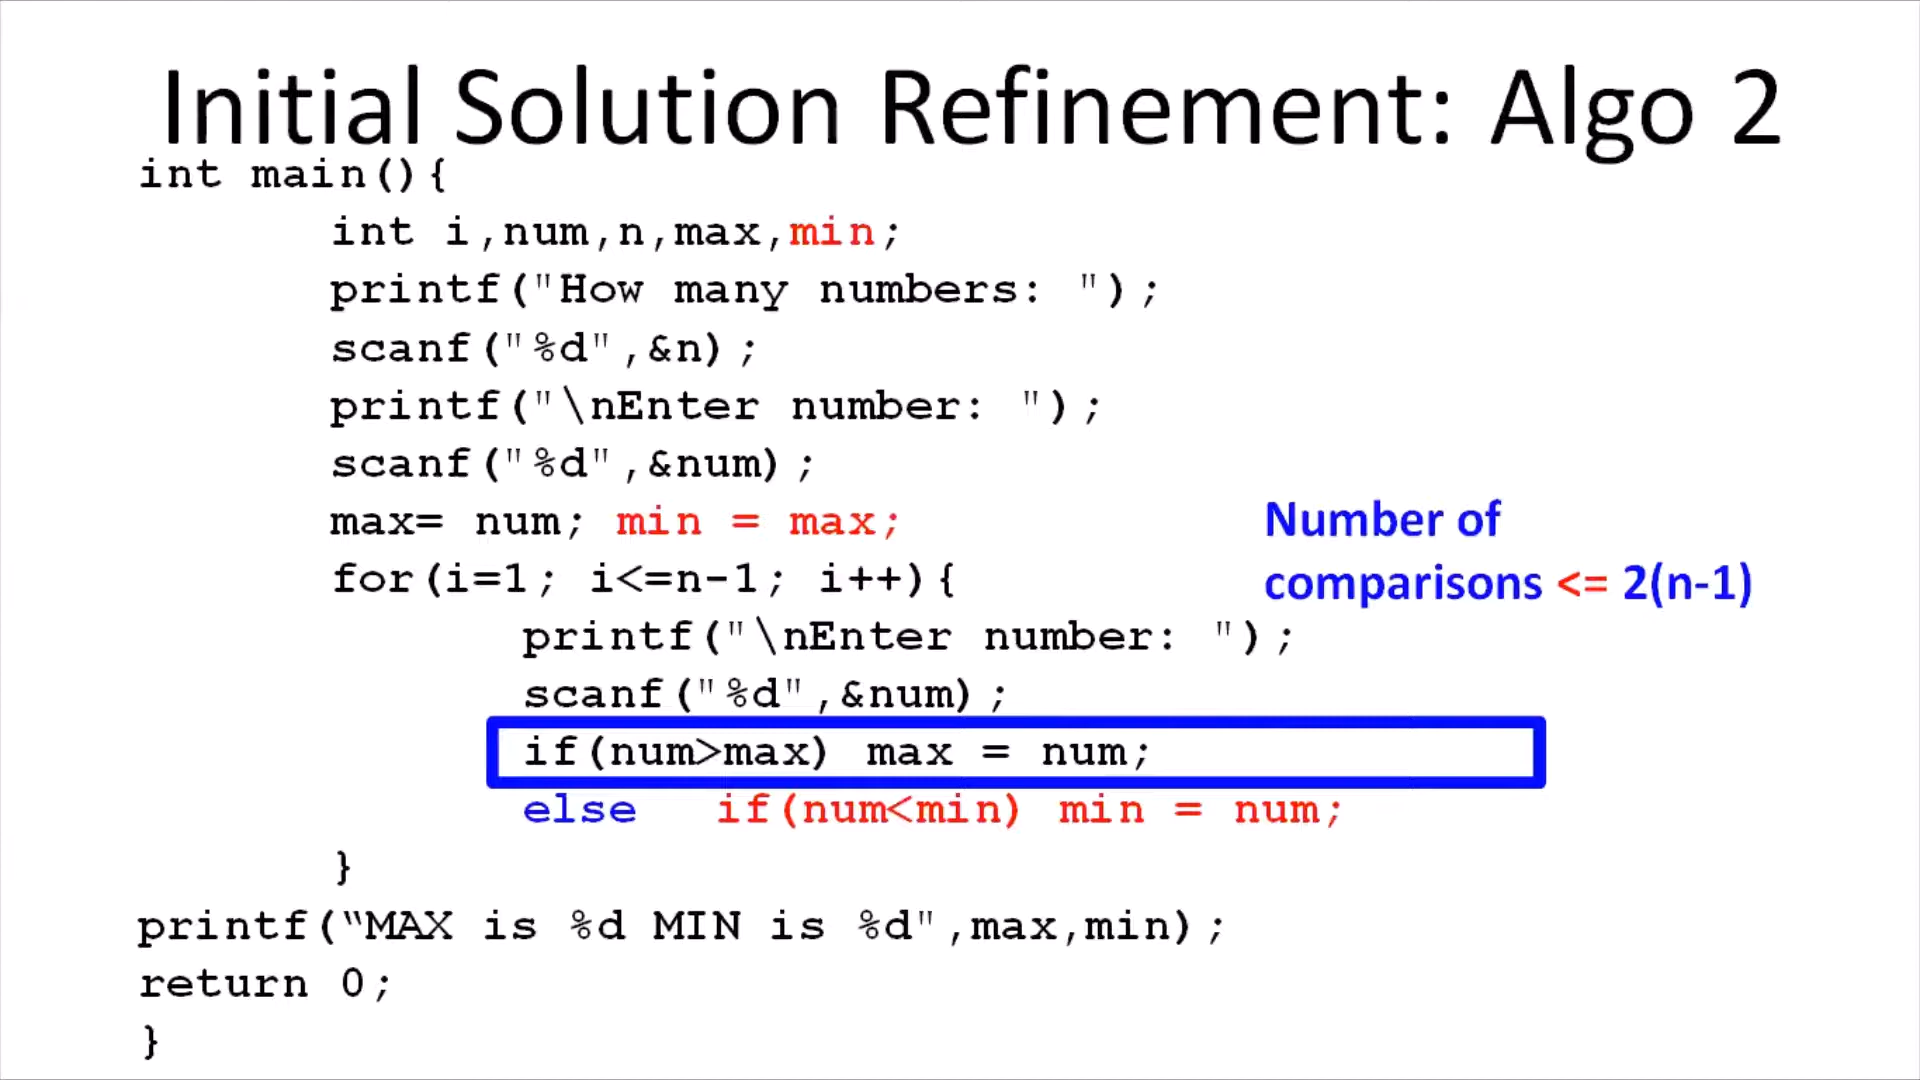 Initial Solution Refinement: Algo 2
int main(){
int i,num,n,max,min;
printf("How many numbers: ");
scanf("%d",&n);
printf("\nEnter number: ");
scanf("%d",&num);
max= num; min = max;
for(i=1; i<=n-1; i++){
Number of
comparisons <= 2(n-1)
printf("\nEnter number: ");
scanf("%d",&num);
if(num>max) max = num;
else if(num<min) min = num;
}
printf(“MAX is %d MIN is %d",max,min);
return 0;
}